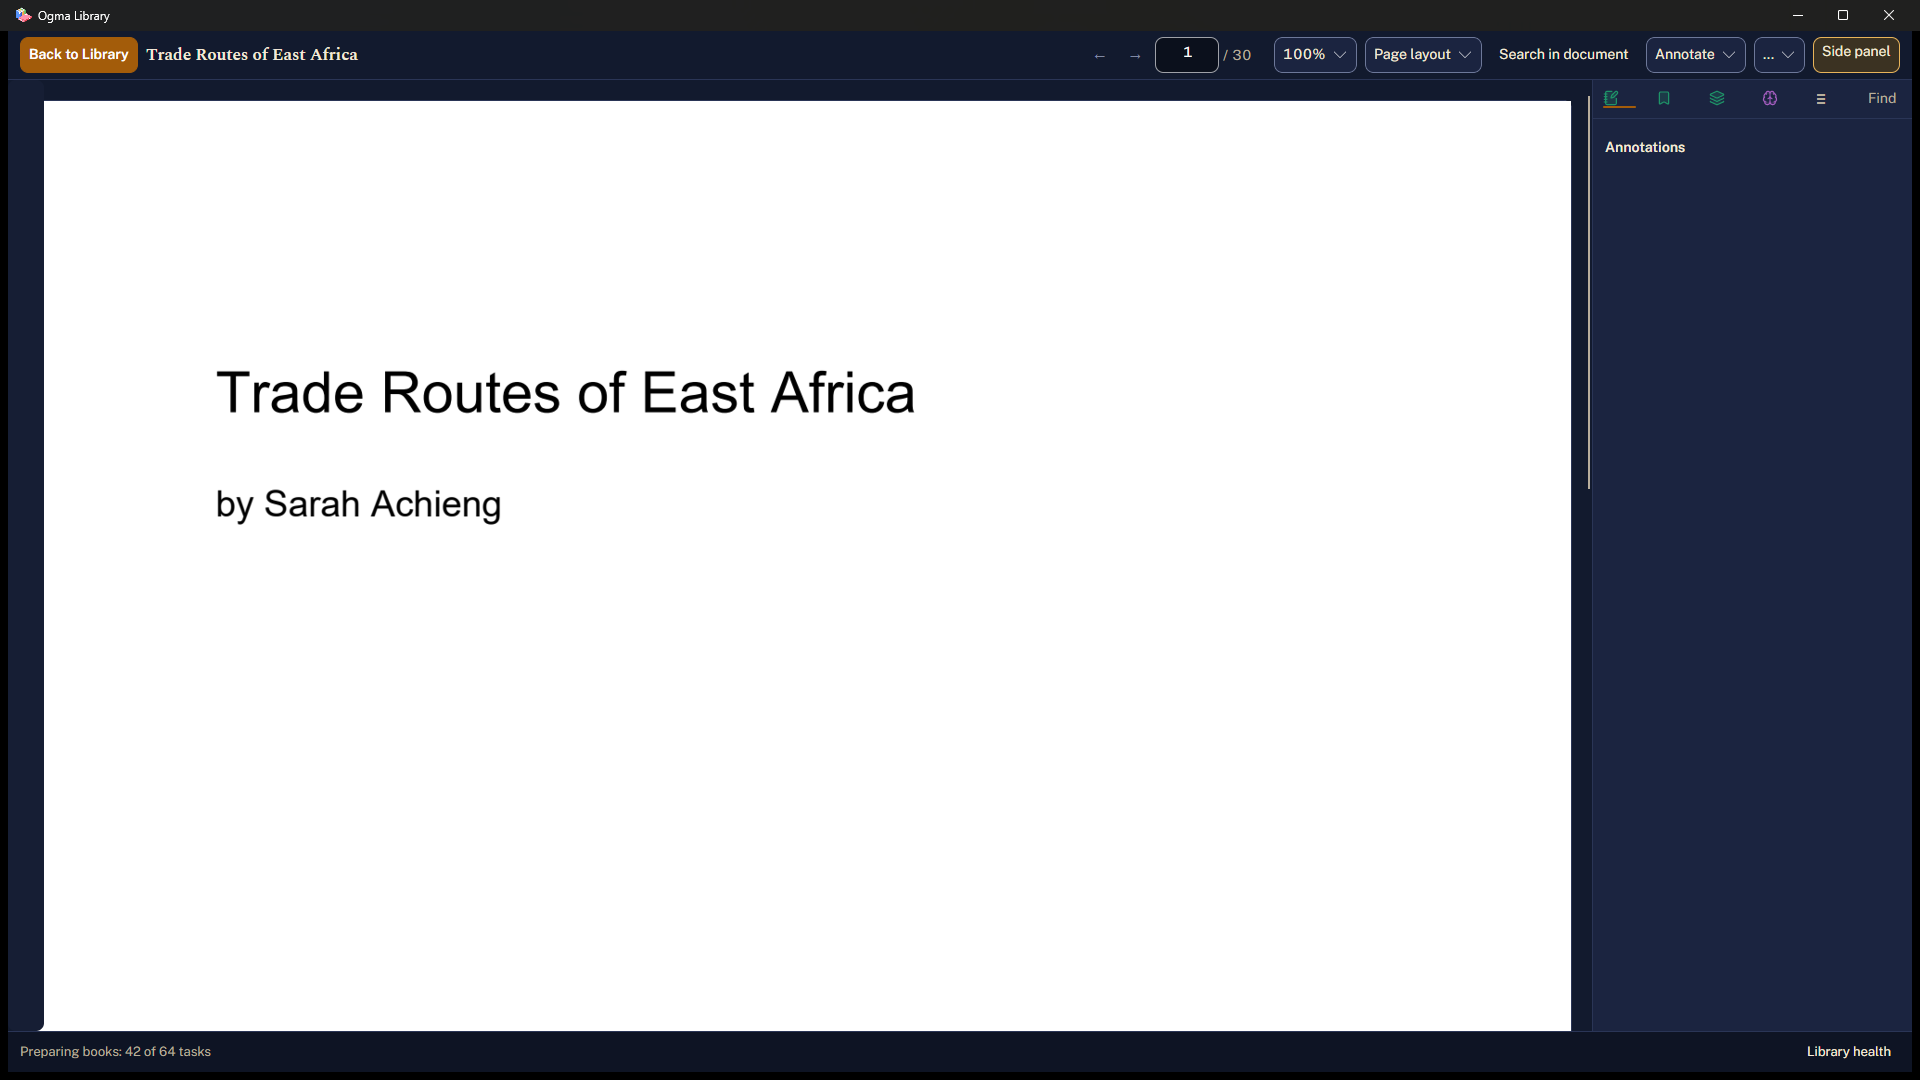 Ogma Library
Back to Library
Trade Routes of East Africa
← → 1 / 30
100%
Page layout
Search in document
Annotate
...
Side panel
Find
Annotations
Trade Routes of East Africa
by Sarah Achieng
Preparing books: 42 of 64 tasks
Library health